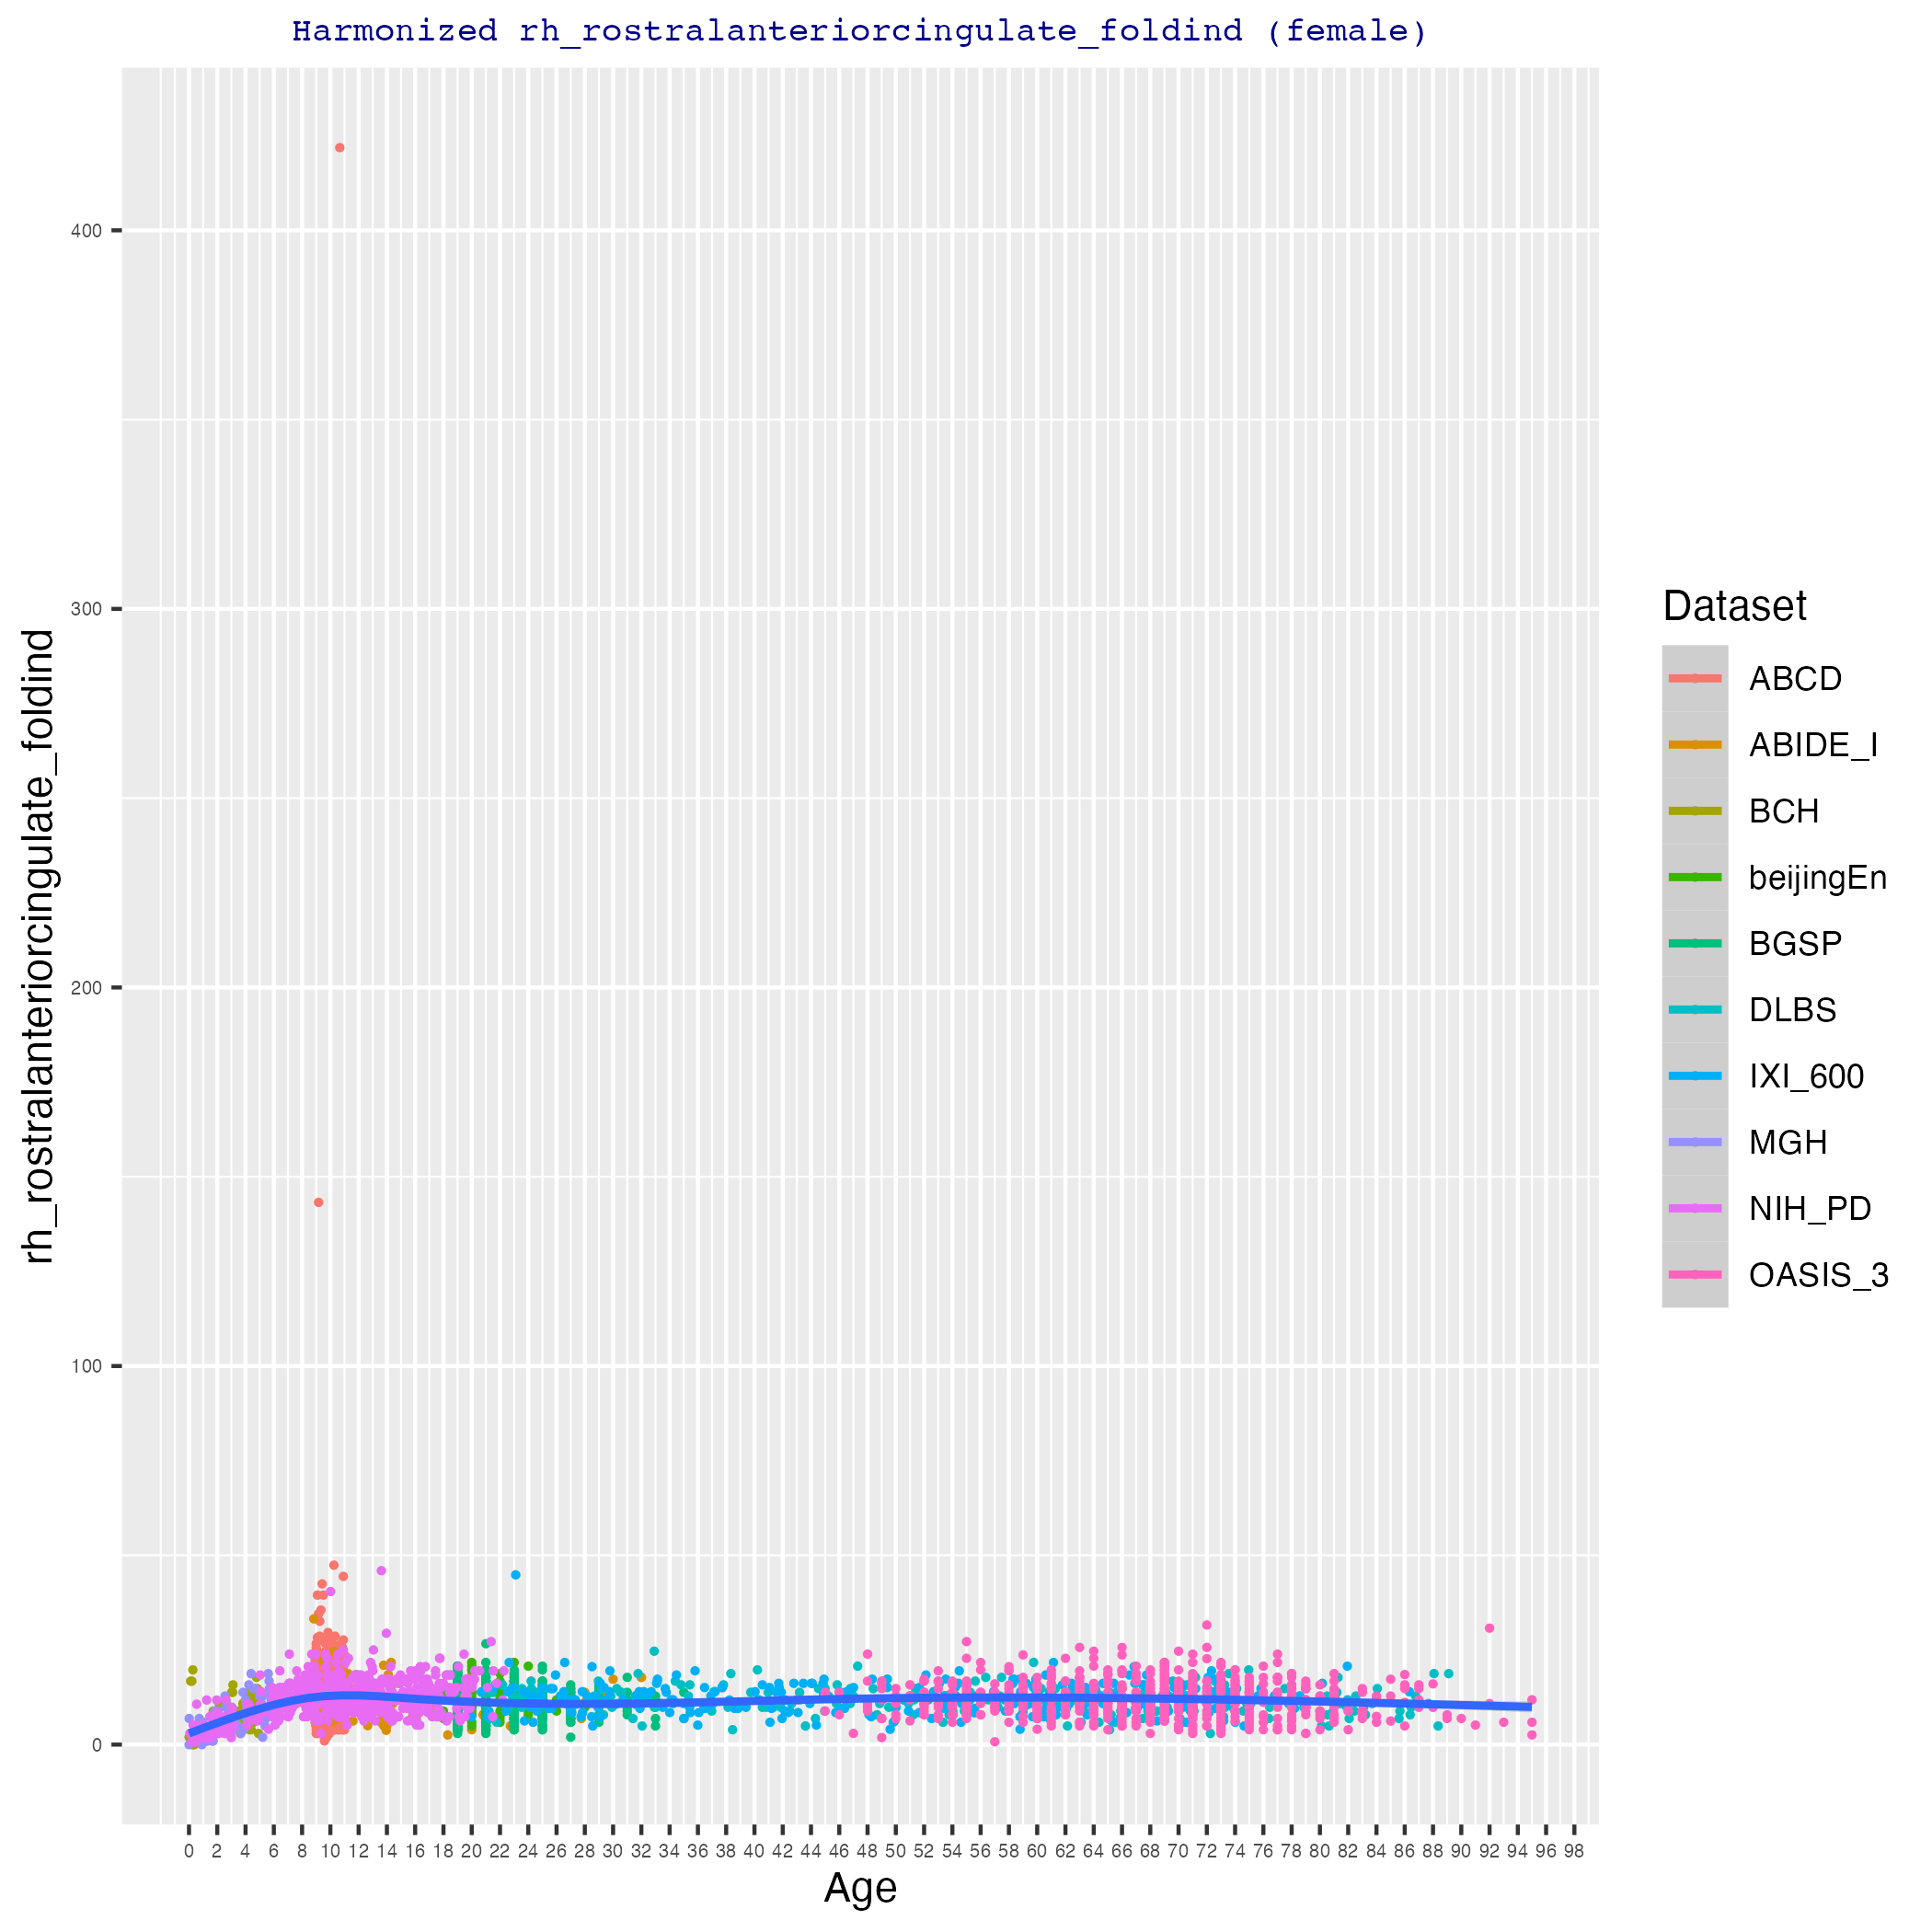 Harmonized rh_rostralanteriorcingulate_foldind (female)
rh_rostralanteriorcingulate_foldind
400
300
200
100
0
0 2 4 6 8 10 12 14 16 18 20 22 24 26 28 30 32 34 36 38 40 42 44 46 48 50 52 54 56 58 60 62 64 66 68 70 72 74 76 78 80 82 84 86 88 90 92 94 96 98
Age
Dataset
ABCD
ABIDE_I
BCH
beijingEn
BGSP
DLBS
IXI_600
MGH
NIH_PD
OASIS_3